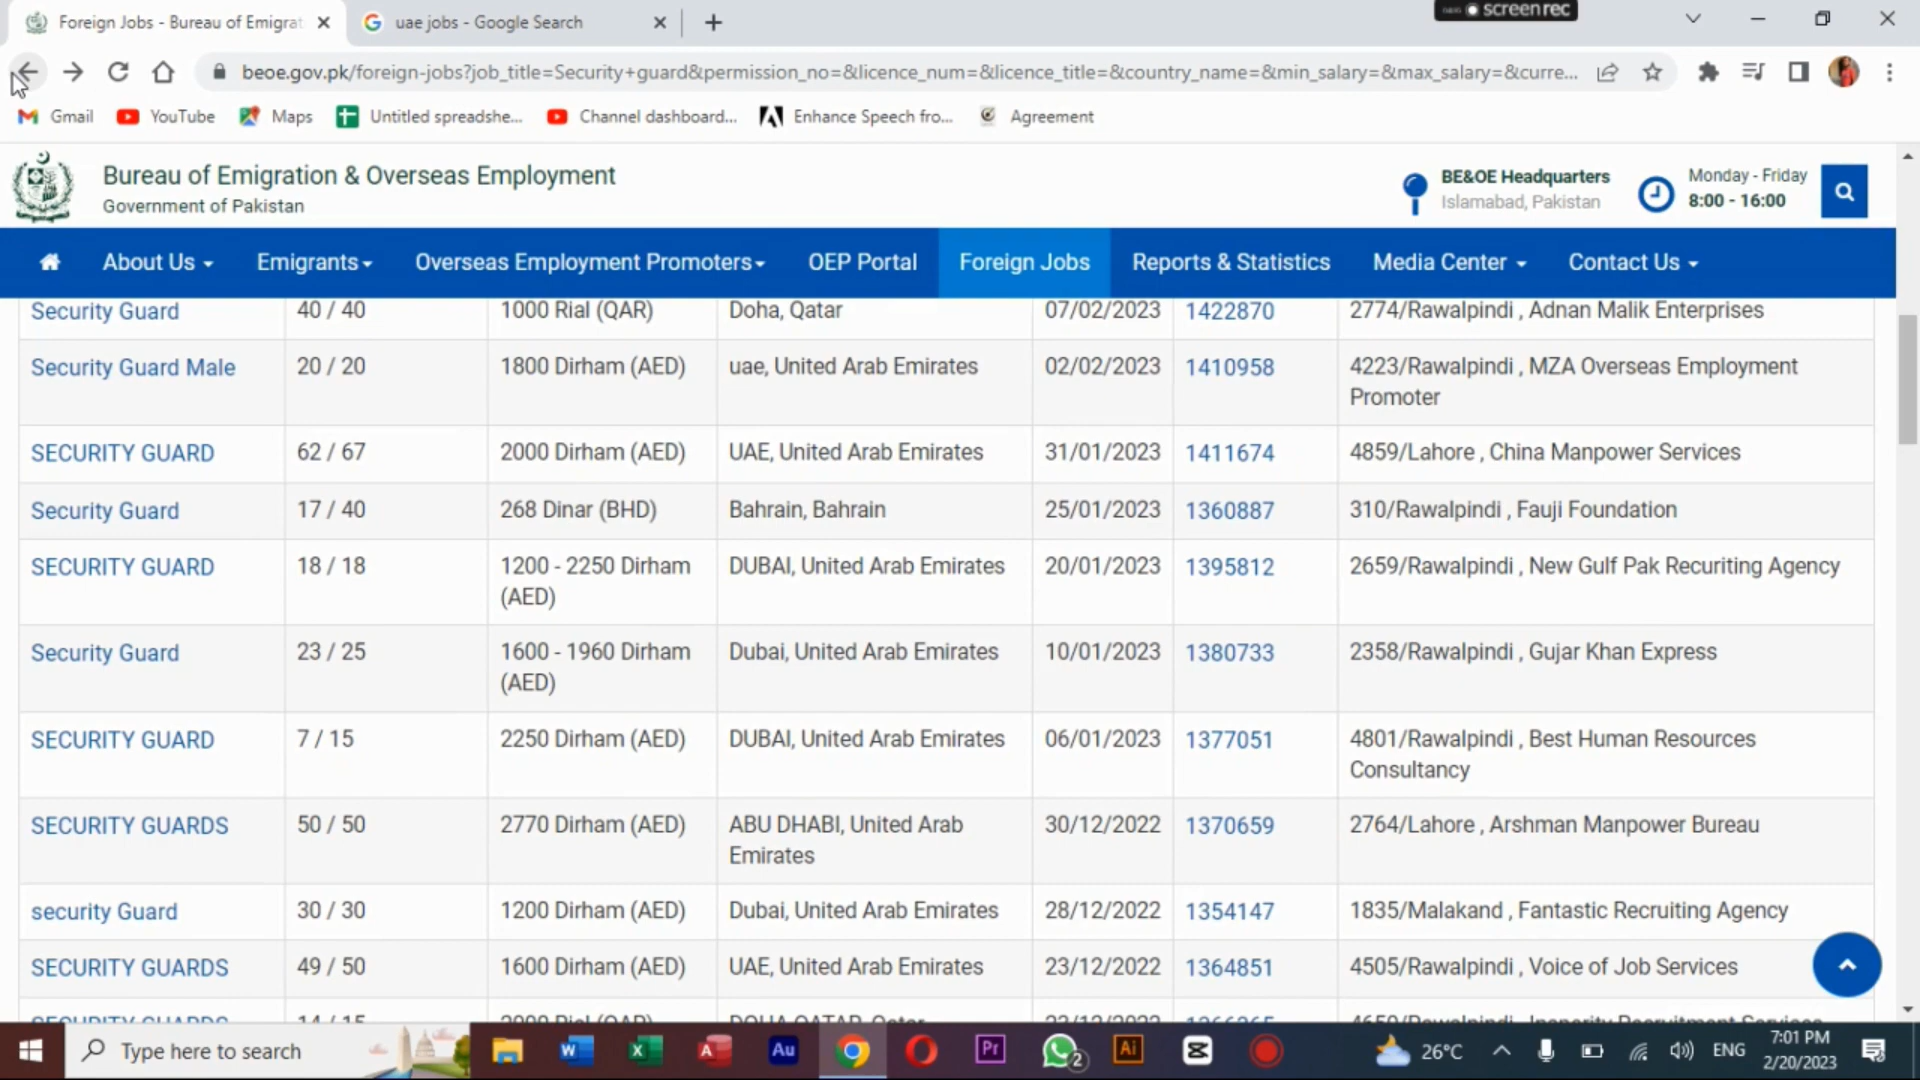 Foreign Jobs - Bureau of Emigrat
uae jobs - Google Search
screenrec
beoe.gov.pk/foreign-jobs?job_title=Security+guard&permission_no=&licence_num=&licence_title=&country_name=&min_salary=&max_salary=&curre...
Gmail YouTube Maps Untitled spreadshe... Channel dashboard... Enhance Speech fro... Agreement
Bureau of Emigration & Overseas Employment
Government of Pakistan
BE&OE Headquarters
Islamabad, Pakistan
Monday - Friday
8:00 - 16:00
About Us Emigrants Overseas Employment Promoters OEP Portal Foreign Jobs Reports & Statistics Media Center Contact Us
Security Guard 40 / 40 1000 Rial (QAR) Doha, Qatar 07/02/2023 1422870 2774/Rawalpindi , Adnan Malik Enterprises
Security Guard Male 20 / 20 1800 Dirham (AED) uae, United Arab Emirates 02/02/2023 1410958 4223/Rawalpindi , MZA Overseas Employment
Promoter
SECURITY GUARD 62 / 67 2000 Dirham (AED) UAE, United Arab Emirates 31/01/2023 1411674 4859/Lahore , China Manpower Services
Security Guard 17 / 40 268 Dinar (BHD) Bahrain, Bahrain 25/01/2023 1360887 310/Rawalpindi , Fauji Foundation
SECURITY GUARD 18 / 18 1200 - 2250 Dirham DUBAI, United Arab Emirates 20/01/2023 1395812 2659/Rawalpindi , New Gulf Pak Recuriting Agency
(AED)
Security Guard 23 / 25 1600 - 1960 Dirham Dubai, United Arab Emirates 10/01/2023 1380733 2358/Rawalpindi , Gujar Khan Express
(AED)
SECURITY GUARD 7 / 15 2250 Dirham (AED) DUBAI, United Arab Emirates 06/01/2023 1377051 4801/Rawalpindi , Best Human Resources
Consultancy
SECURITY GUARDS 50 / 50 2770 Dirham (AED) ABU DHABI, United Arab 30/12/2022 1370659 2764/Lahore , Arshman Manpower Bureau
Emirates
security Guard 30 / 30 1200 Dirham (AED) Dubai, United Arab Emirates 28/12/2022 1354147 1835/Malakand , Fantastic Recruiting Agency
SECURITY GUARDS 49 / 50 1600 Dirham (AED) UAE, United Arab Emirates 23/12/2022 1364851 4505/Rawalpindi , Voice of Job Services
SECURITY GUARDS
Type here to search
W X A Au Pr 2 Ai
26°C ENG
7:01 PM
2/20/2023